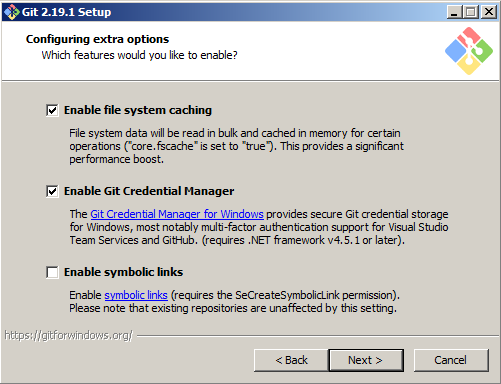 Git 2.19.1 Setup
Configuring extra options
Which features would you like to enable?
Enable file system caching
File system data will be read in bulk and cached in memory for certain
operations ("core.fscache" is set to "true"). This provides a significant
performance boost.
Enable Git Credential Manager
The Git Credential Manager for Windows provides secure Git credential storage
for Windows, most notably multi-factor authentication support for Visual Studio
Team Services and GitHub. (requires .NET framework v4.5.1 or later).
Enable symbolic links
Enable symbolic links (requires the SeCreateSymbolicLink permission).
Please note that existing repositories are unaffected by this setting.
https://gitforwindows.org/
< Back Next > Cancel